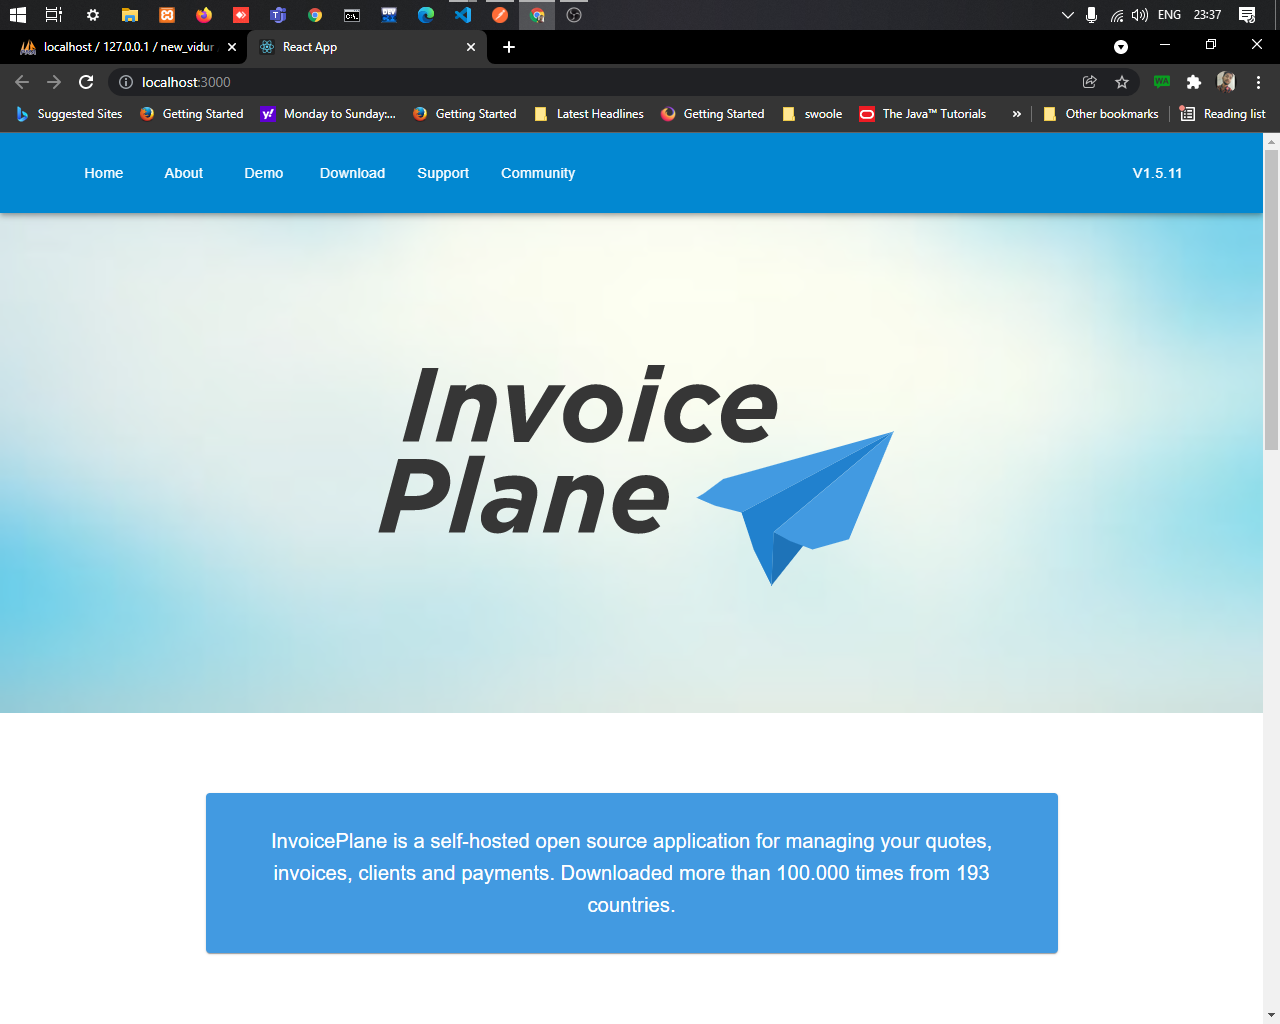 ENG 23:37
localhost / 127.0.0.1 / new_vidur
React App
localhost:3000
Suggested Sites Getting Started Monday to Sunday:... Getting Started Latest Headlines Getting Started swoole The Java™ Tutorials » Other bookmarks Reading list
Home About Demo Download Support Community V1.5.11
Invoice
Plane
InvoicePlane is a self-hosted open source application for managing your quotes,
invoices, clients and payments. Downloaded more than 100.000 times from 193
countries.